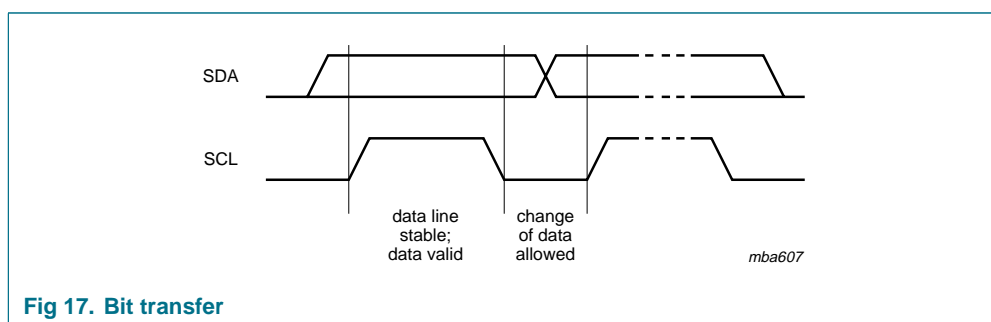 SDA
SCL
data line
stable;
data valid
change
of data
allowed
mba607
Fig 17. Bit transfer